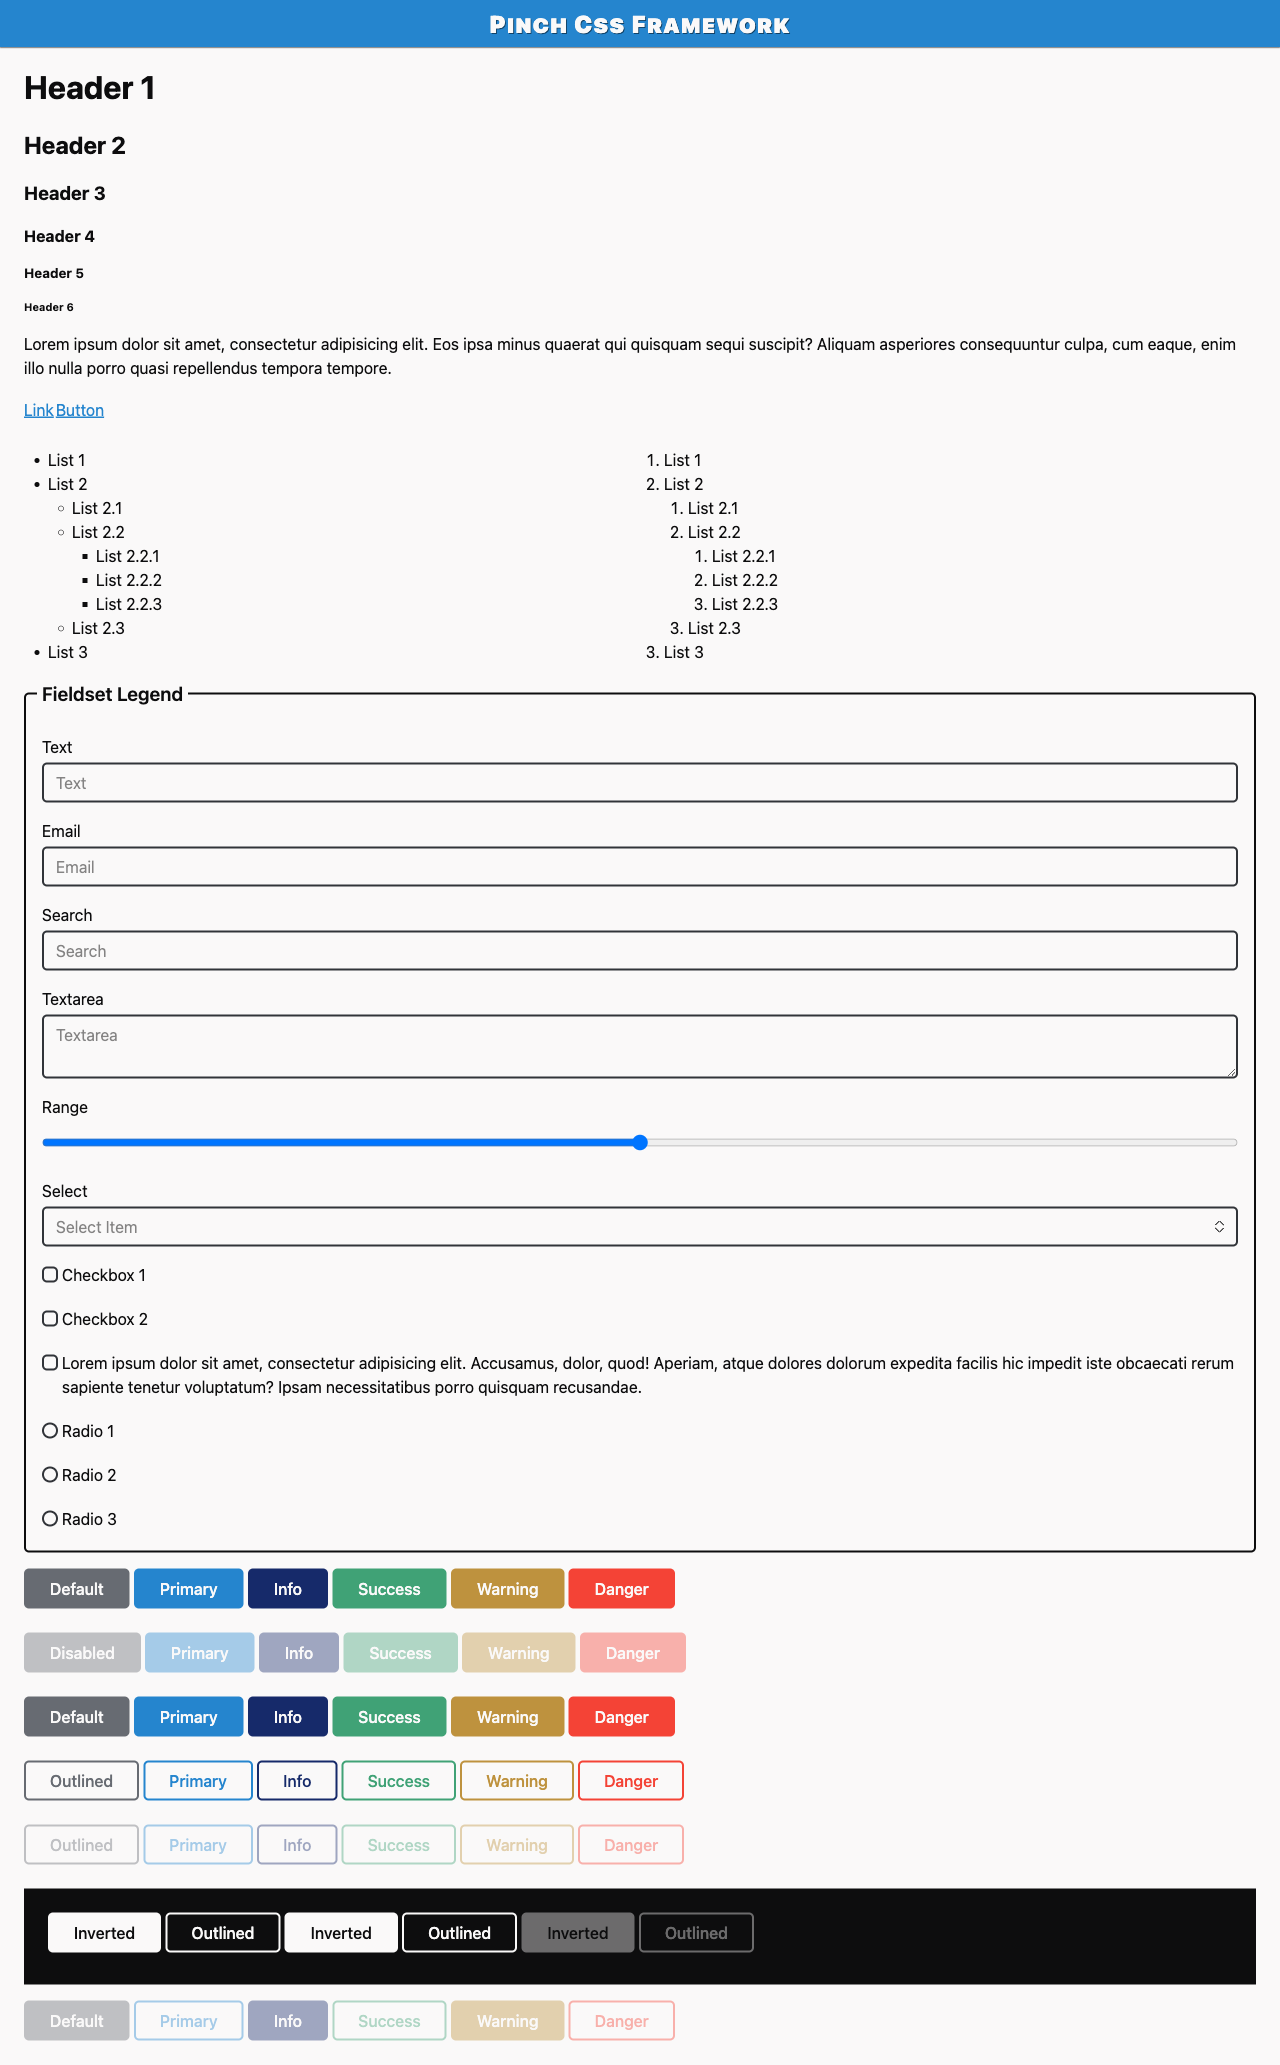 Pinch Css Framework
Header 1
Header 2
Header 3
Header 4
Header 5
Header 6
Lorem ipsum dolor sit amet, consectetur adipisicing elit. Eos ipsa minus quaerat qui quisquam sequi suscipit? Aliquam asperiores consequuntur culpa, cum eaque, enim
illo nulla porro quasi repellendus tempora tempore.
Link Button
• List 1
• List 2
◦ List 2.1
◦ List 2.2
▪ List 2.2.1
▪ List 2.2.2
▪ List 2.2.3
◦ List 2.3
• List 3
1. List 1
2. List 2
1. List 2.1
2. List 2.2
1. List 2.2.1
2. List 2.2.2
3. List 2.2.3
3. List 2.3
3. List 3
Fieldset Legend
Text
Text
Email
Email
Search
Search
Textarea
Textarea
Range
Select
Select Item
Checkbox 1
Checkbox 2
Lorem ipsum dolor sit amet, consectetur adipisicing elit. Accusamus, dolor, quod! Aperiam, atque dolores dolorum expedita facilis hic impedit iste obcaecati rerum
sapiente tenetur voluptatum? Ipsam necessitatibus porro quisquam recusandae.
Radio 1
Radio 2
Radio 3
Default Primary Info Success Warning Danger
Disabled Primary Info Success Warning Danger
Default Primary Info Success Warning Danger
Outlined Primary Info Success Warning Danger
Outlined Primary Info Success Warning Danger
Inverted Outlined Inverted Outlined Inverted Outlined
Default Primary Info Success Warning Danger